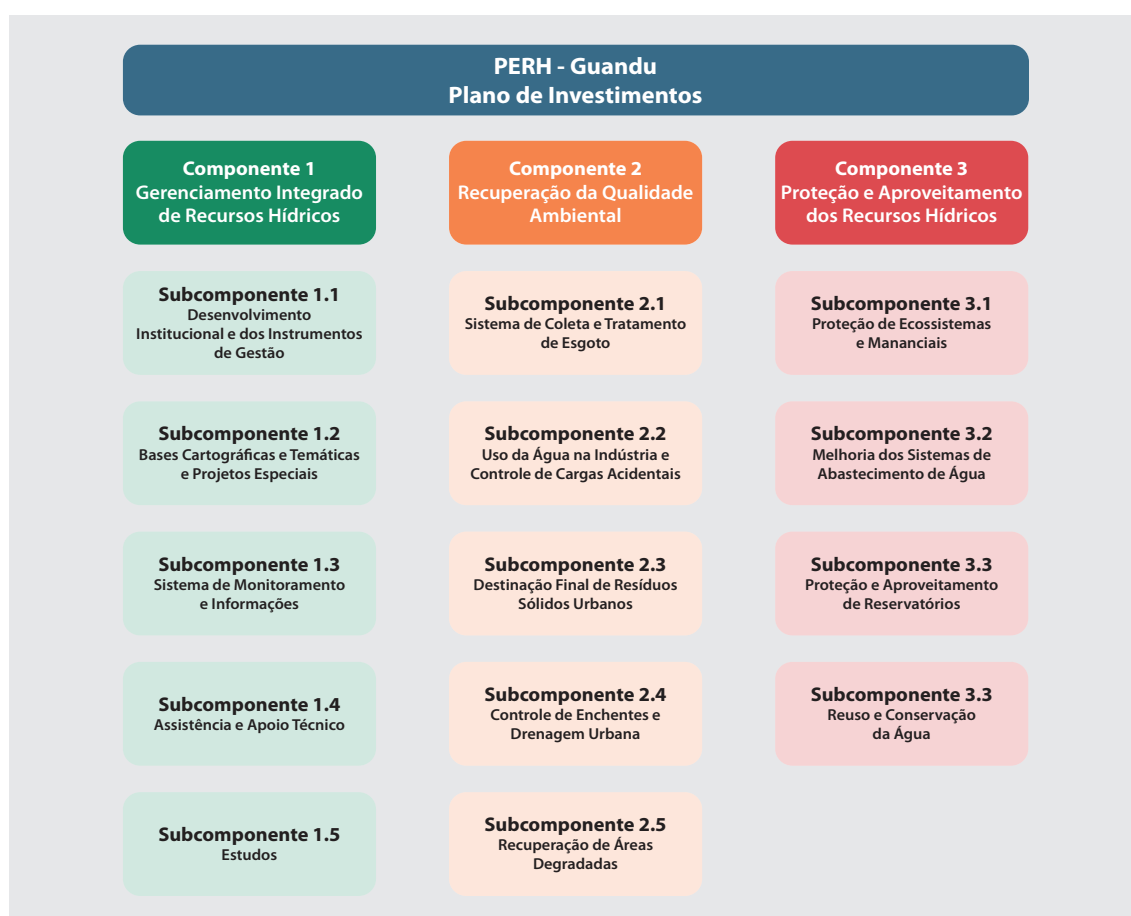 PERH - Guandu
Plano de Investimentos
Componente 1
Gerenciamento Integrado
de Recursos Hídricos
Subcomponente 1.1
Desenvolvimento
Institucional e dos Instrumentos
de Gestão
Subcomponente 1.2
Bases Cartográficas e Temáticas
e Projetos Especiais
Subcomponente 1.3
Sistema de Monitoramento
e Informações
Subcomponente 1.4
Assistência e Apoio Técnico
Subcomponente 1.5
Estudos
Componente 2
Recuperação da Qualidade
Ambiental
Subcomponente 2.1
Sistema de Coleta e Tratamento
de Esgoto
Subcomponente 2.2
Uso da Água na Indústria e
Controle de Cargas Acidentais
Subcomponente 2.3
Destinação Final de Resíduos
Sólidos Urbanos
Subcomponente 2.4
Controle de Enchentes e
Drenagem Urbana
Subcomponente 2.5
Recuperação de Áreas
Degradadas
Componente 3
Proteção e Aproveitamento
dos Recursos Hídricos
Subcomponente 3.1
Proteção de Ecossistemas
e Mananciais
Subcomponente 3.2
Melhoria dos Sistemas de
Abastecimento de Água
Subcomponente 3.3
Proteção e Aproveitamento
de Reservatórios
Subcomponente 3.3
Reuso e Conservação
da Água